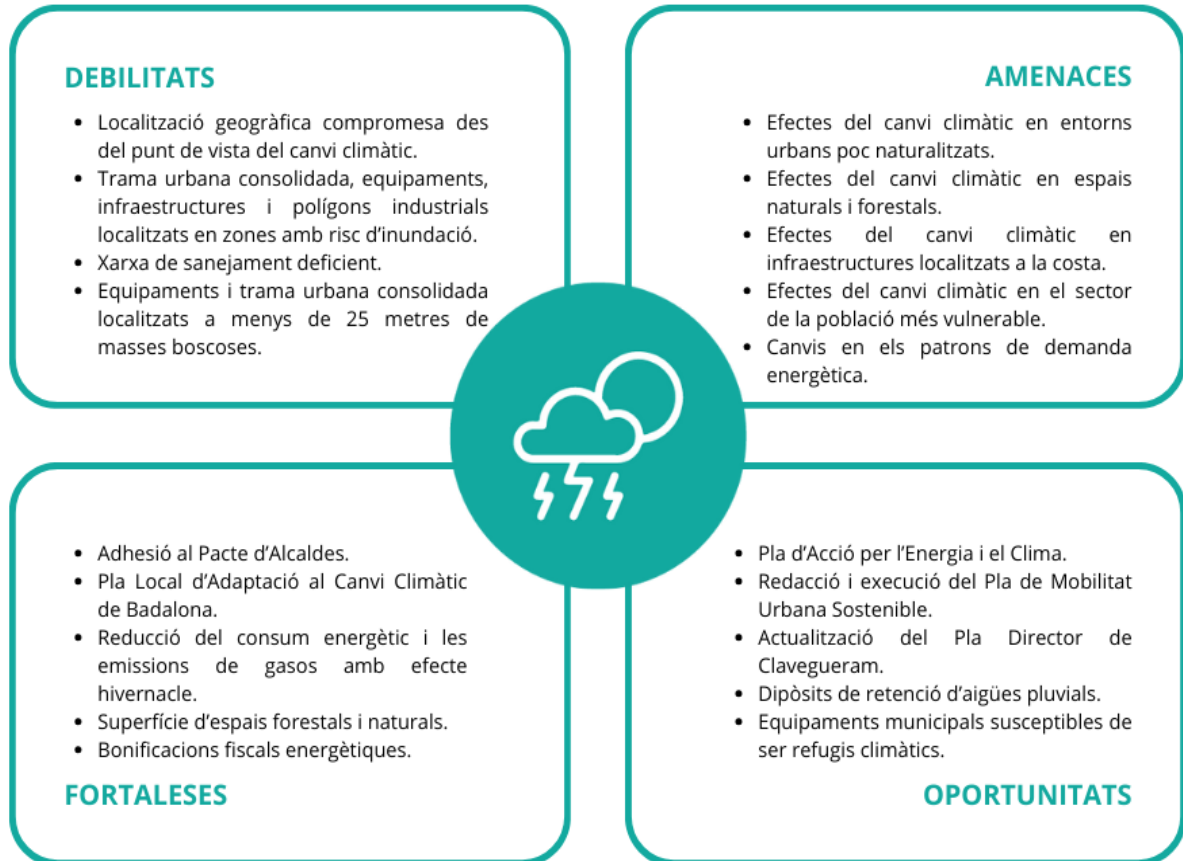 DEBILITATS
• Localització geogràfica compromesa des
del punt de vista del canvi climàtic.
• Trama urbana consolidada, equipaments,
infraestructures i polígons industrials
localitzats en zones amb risc d'inundació.
• Xarxa de sanejament deficient.
• Equipaments i trama urbana consolidada
localitzats a menys de 25 metres de
masses boscoses.
AMENACES
• Efectes del canvi climàtic en entorns
urbans poc naturalitzats.
• Efectes del canvi climàtic en espais
naturals i forestals.
• Efectes del canvi climàtic en
infraestructures localitzats a la costa.
• Efectes del canvi climàtic en el sector
de la població més vulnerable.
• Canvis en els patrons de demanda
energètica.
• Adhesió al Pacte d'Alcaldes.
• Pla Local d'Adaptació al Canvi Climàtic
de Badalona.
• Reducció del consum energètic i les
emissions de gasos amb efecte
hivernacle.
• Superfície d'espais forestals i naturals.
• Bonificacions fiscals energètiques.
FORTALESES
• Pla d'Acció per l'Energia i el Clima.
• Redacció i execució del Pla de Mobilitat
Urbana Sostenible.
• Actualització del Pla Director de
Clavegueram.
• Dipòsits de retenció d'aigües pluvials.
• Equipaments municipals susceptibles de
ser refugis climàtics.
OPORTUNITATS